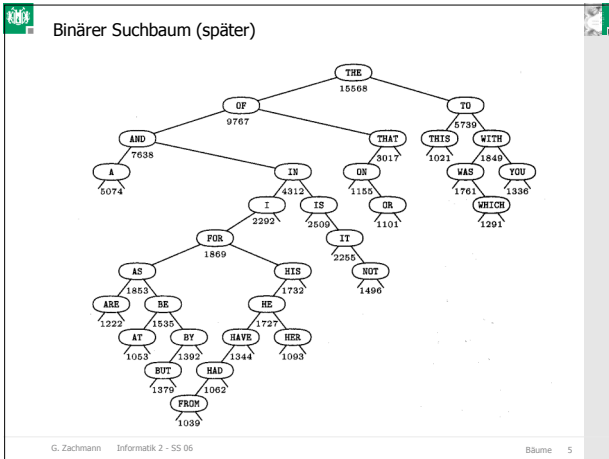 Binärer Suchbaum (später)
THE
15568
OF
TO
9767
5739
AND
THAT
THIS
WITH
7638
3017
1021
1849
A
IN
ON
WAS
YOU
5074
4312
1155
1761
1336
I
IS
OR
WHICH
2292
2509
1101
1291
FOR
IT
1869
2255
AS
HIS
NOT
1853
1732
1496
ARE
BE
HE
1222
1535
1727
AT
BY
HAVE
HER
1053
1392
1344
1093
BUT
HAD
1379
1062
FROM
1039
G. Zachmann Informatik 2 - SS 06
Bäume 5